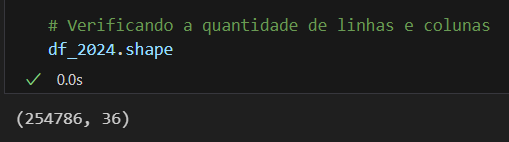 # Verificando a quantidade de linhas e colunas
df_2024.shape
✓ 0.0s
(254786, 36)